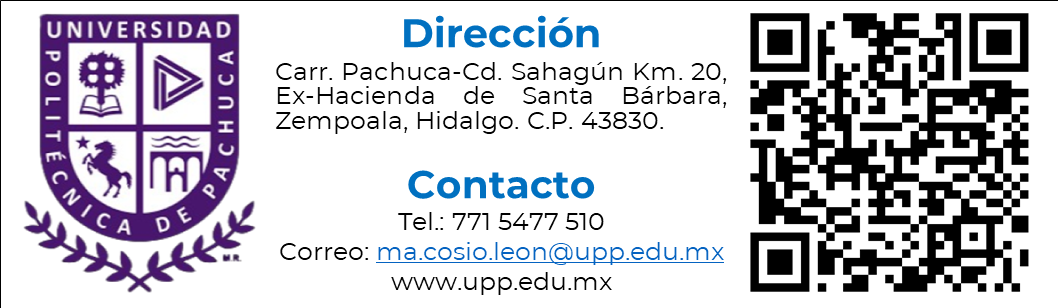 UNIVERSIDAD
POLITÉCNICA DE PACHUCA
M.R.
Dirección
Carr. Pachuca-Cd. Sahagún Km. 20,
Ex-Hacienda de Santa Bárbara,
Zempoala, Hidalgo. C.P. 43830.
Contacto
Tel.: 771 5477 510
Correo: ma.cosio.leon@upp.edu.mx
www.upp.edu.mx